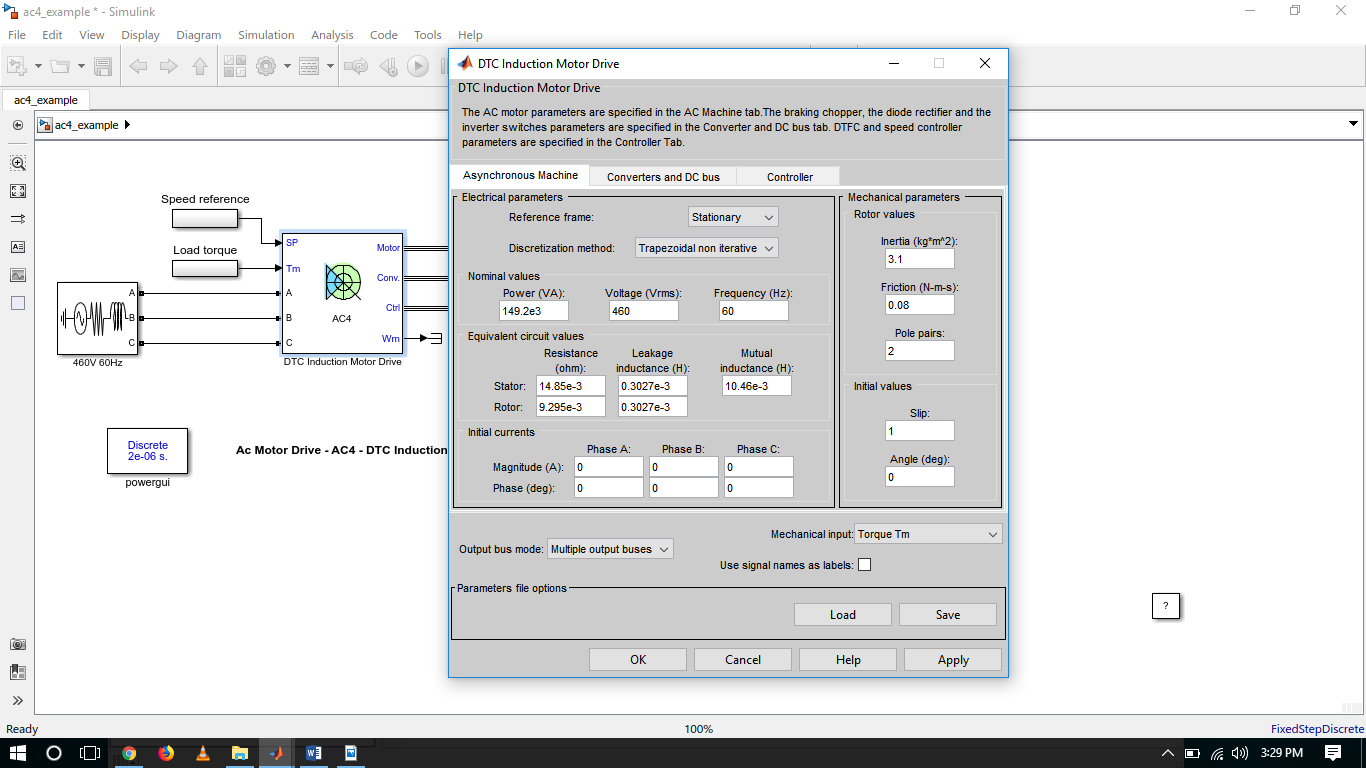 ac4_example * - Simulink
File Edit View Display Diagram Simulation Analysis Code Tools Help
ac4_example
ac4_example
Speed reference
Load torque
SP
Tm
A
B
C
Motor
Conv.
Ctrl
Wm
AC4
DTC Induction Motor Drive
A
B
C
460V 60Hz
Discrete
2e-06 s.
powergui
Ac Motor Drive - AC4 - DTC Induction
?
DTC Induction Motor Drive
DTC Induction Motor Drive
The AC motor parameters are specified in the AC Machine tab.The braking chopper, the diode rectifier and the
inverter switches parameters are specified in the Converter and DC bus tab. DTFC and speed controller
parameters are specified in the Controller Tab.
Asynchronous Machine Converters and DC bus Controller
Electrical parameters
Reference frame: Stationary
Discretization method: Trapezoidal non iterative
Nominal values
Power (VA): Voltage (Vrms): Frequency (Hz):
149.2e3 460 60
Equivalent circuit values
Resistance Leakage Mutual
(ohm): inductance (H): inductance (H):
Stator: 14.85e-3 0.3027e-3 10.46e-3
Rotor: 9.295e-3 0.3027e-3
Initial currents
Phase A: Phase B: Phase C:
Magnitude (A): 0 0 0
Phase (deg): 0 0 0
Mechanical parameters
Rotor values
Inertia (kg*m^2):
3.1
Friction (N-m-s):
0.08
Pole pairs:
2
Initial values
Slip:
1
Angle (deg):
0
Output bus mode: Multiple output buses
Mechanical input: Torque Tm
Use signal names as labels:
Parameters file options
Load Save
OK Cancel Help Apply
Ready 100% FixedStepDiscrete
3:29 PM